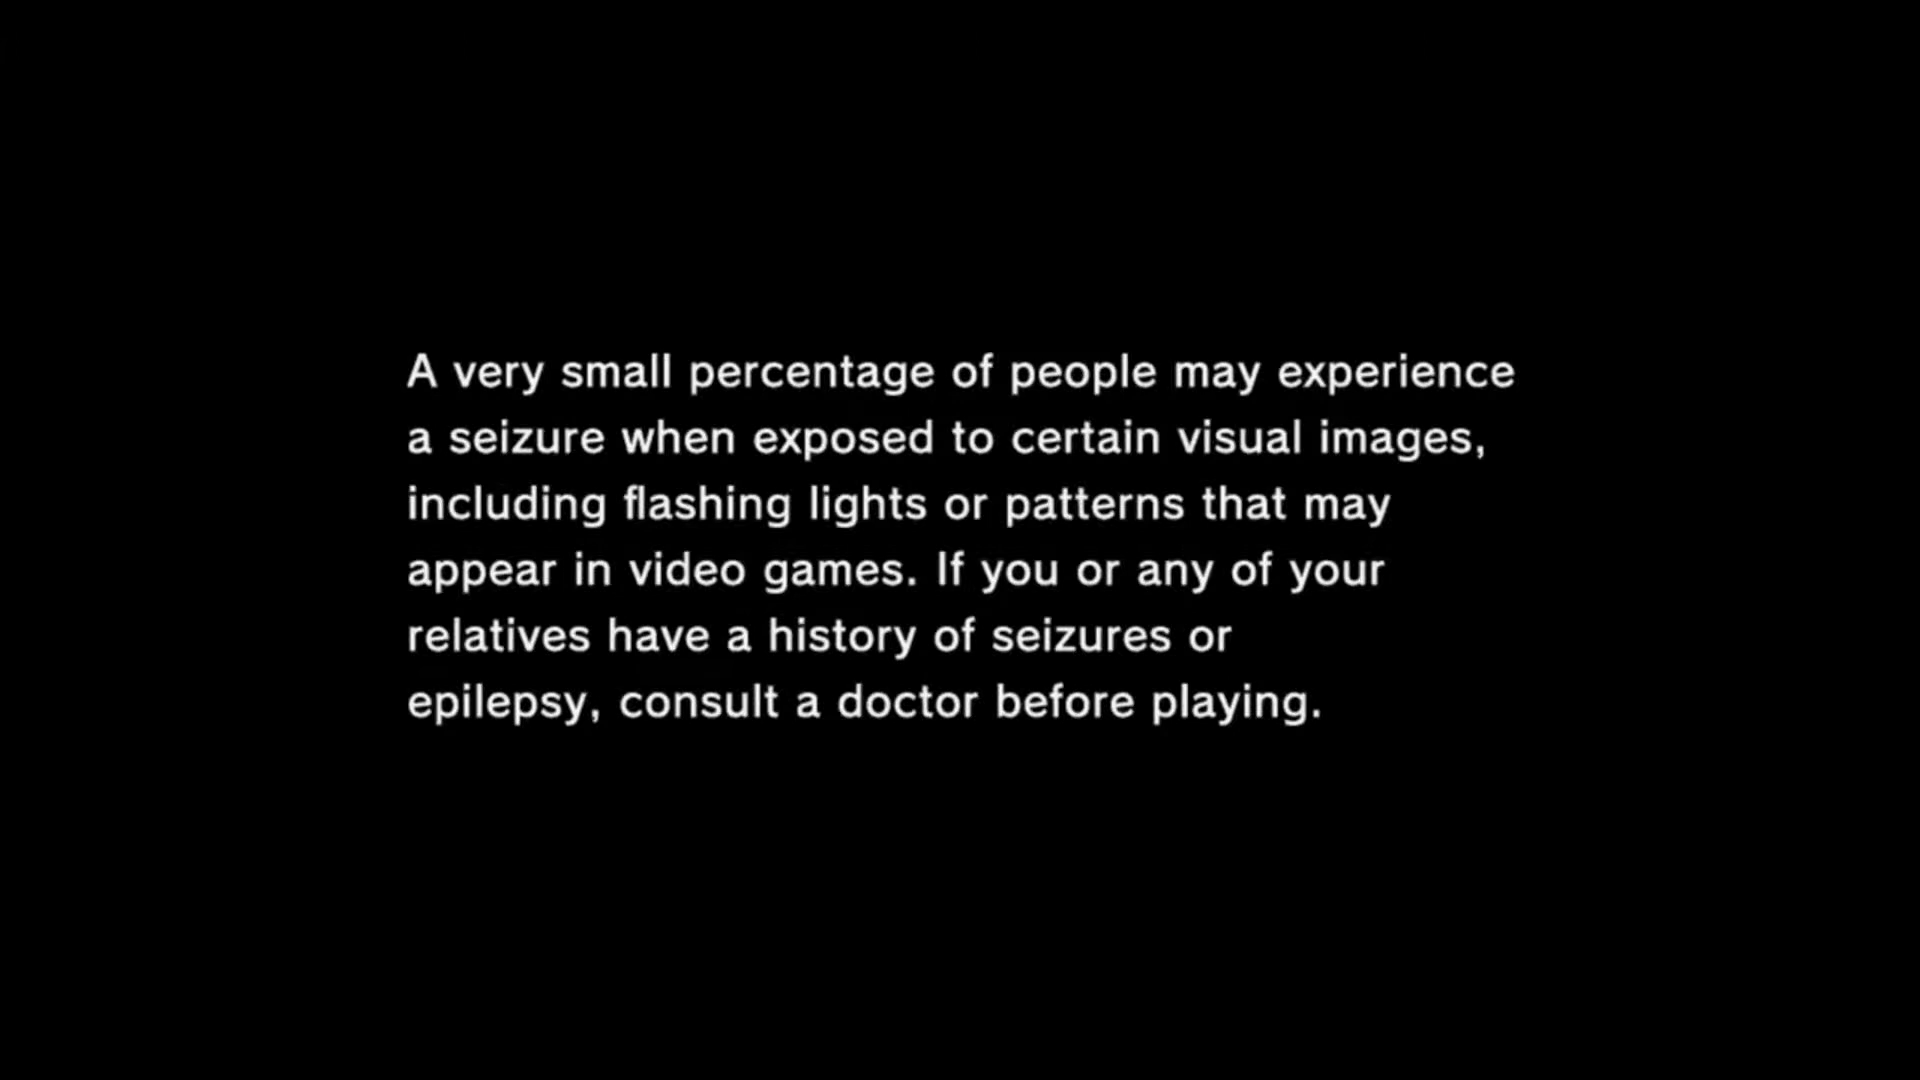 A very small percentage of people may experience
a seizure when exposed to certain visual images,
including flashing lights or patterns that may
appear in video games. If you or any of your
relatives have a history of seizures or
epilepsy, consult a doctor before playing.